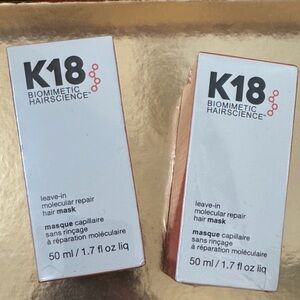 K18
BIOMIMETIC
HAIRSCIENCE™
leave-in
molecular repair
hair mask
masque capillaire
sans rinçage
à réparation moléculaire
50 ml / 1.7 fl oz liq
K18
BIOMIMETIC
HAIRSCIENCE™
leave-in
molecular repair
hair mask
masque capillaire
sans rinçage
à réparation moléculaire
50 ml / 1.7 fl oz liq